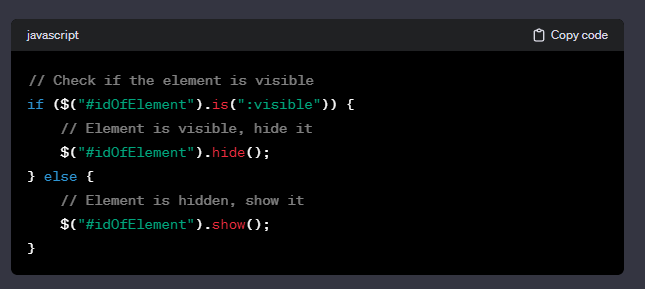 javascript
Copy code
// Check if the element is visible
if ($("#idOfElement").is(":visible")) {
    // Element is visible, hide it
    $("#idOfElement").hide();
} else {
    // Element is hidden, show it
    $("#idOfElement").show();
}